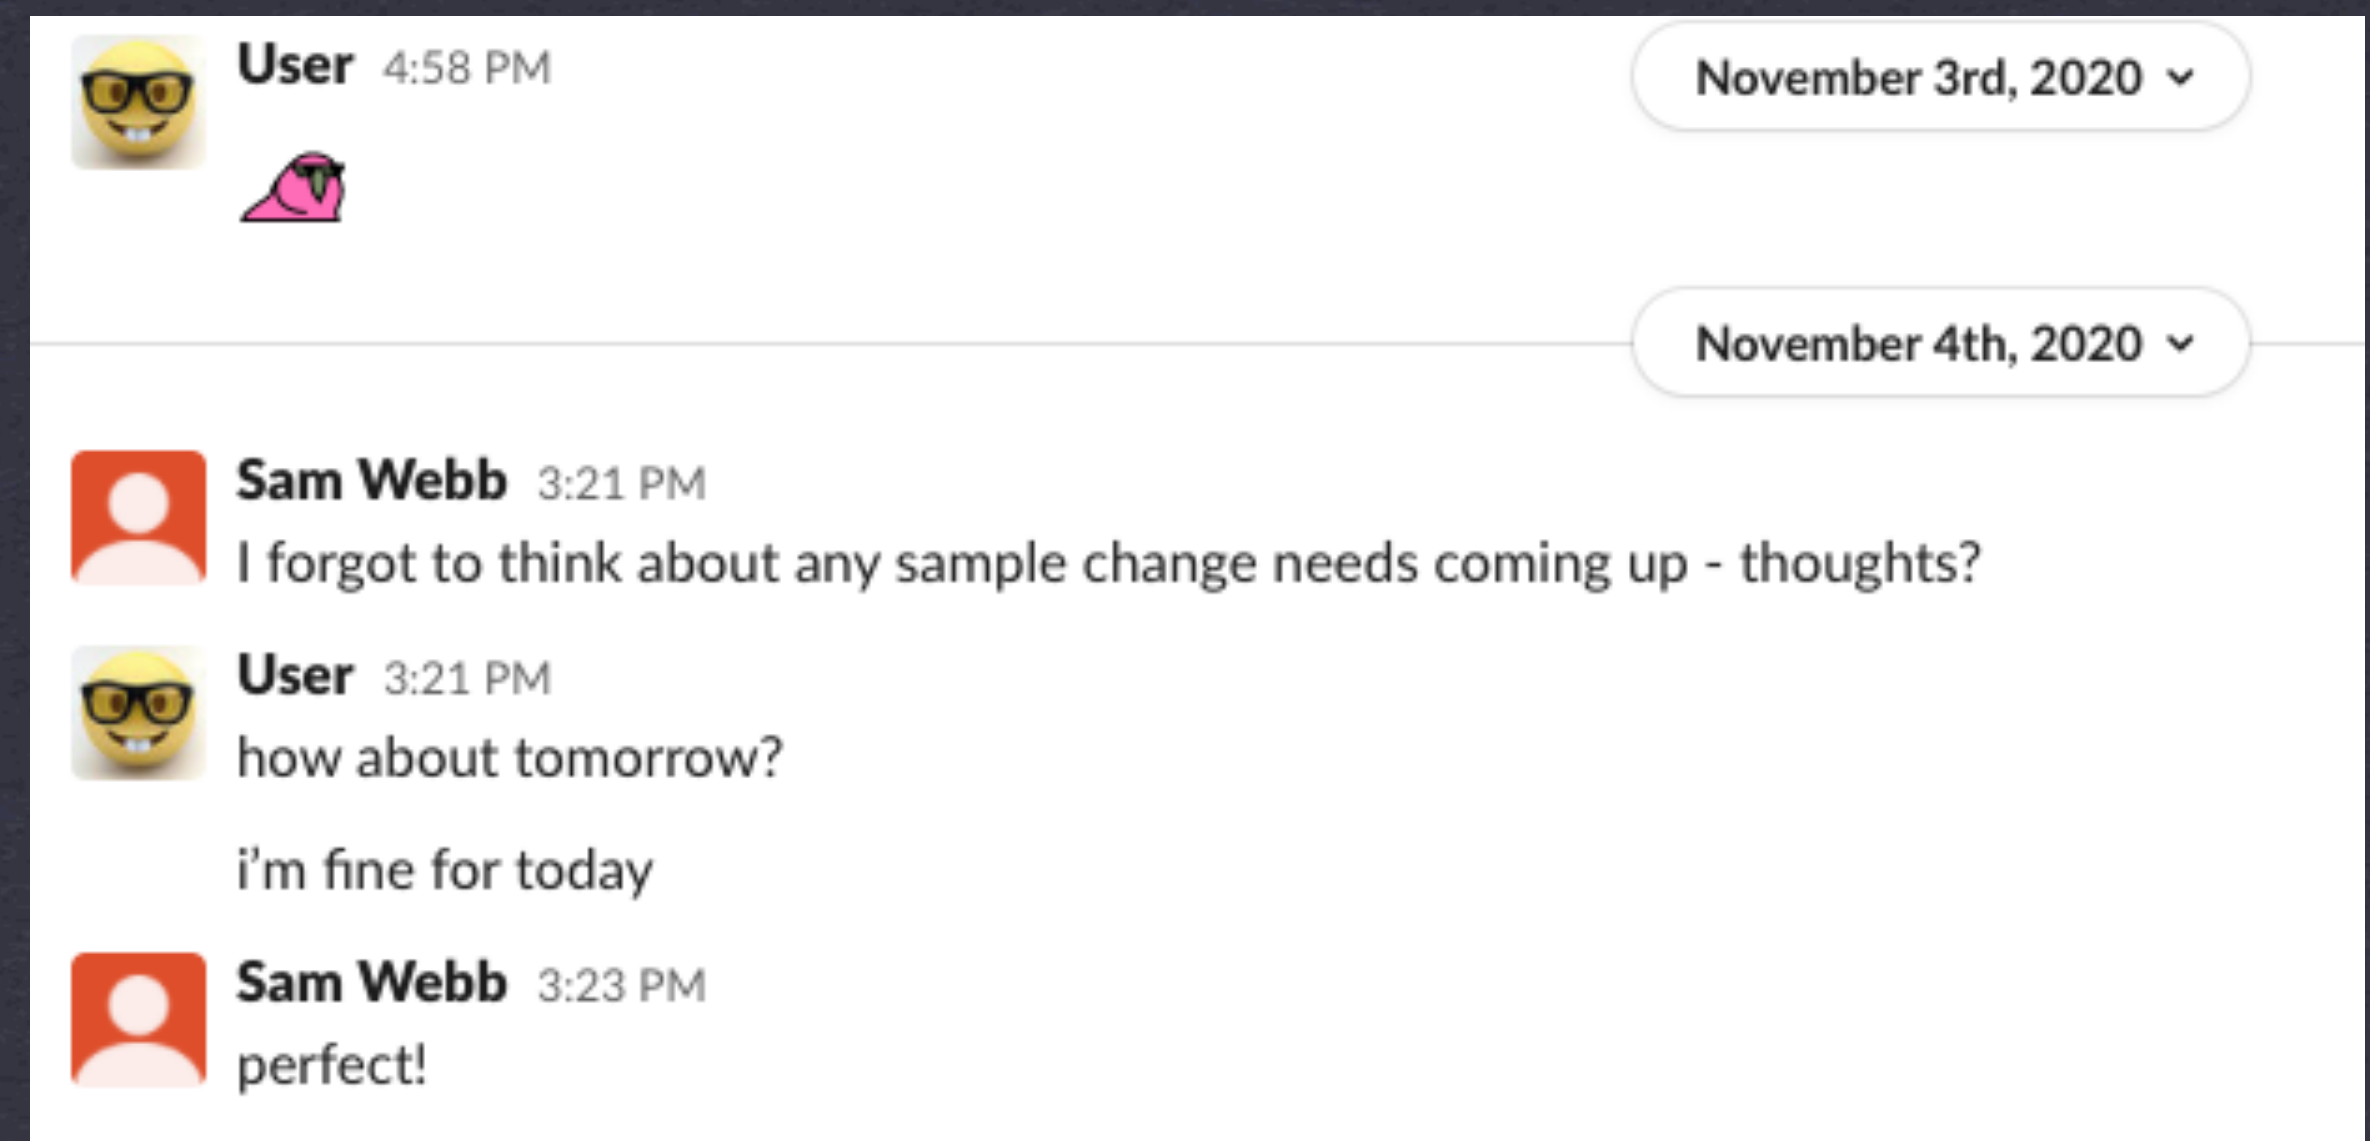 User 4:58 PM
November 3rd, 2020
November 4th, 2020
Sam Webb 3:21 PM
I forgot to think about any sample change needs coming up - thoughts?
User 3:21 PM
how about tomorrow?
i’m fine for today
Sam Webb 3:23 PM
perfect!